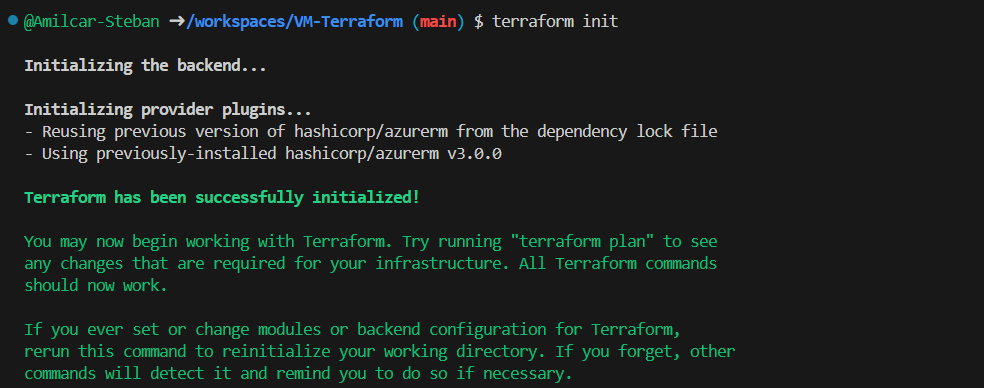 @Amilcar-Steban ➜/workspaces/VM-Terraform (main) $ terraform init
Initializing the backend...
Initializing provider plugins...
- Reusing previous version of hashicorp/azurerm from the dependency lock file
- Using previously-installed hashicorp/azurerm v3.0.0
Terraform has been successfully initialized!
You may now begin working with Terraform. Try running "terraform plan" to see
any changes that are required for your infrastructure. All Terraform commands
should now work.
If you ever set or change modules or backend configuration for Terraform,
rerun this command to reinitialize your working directory. If you forget, other
commands will detect it and remind you to do so if necessary.